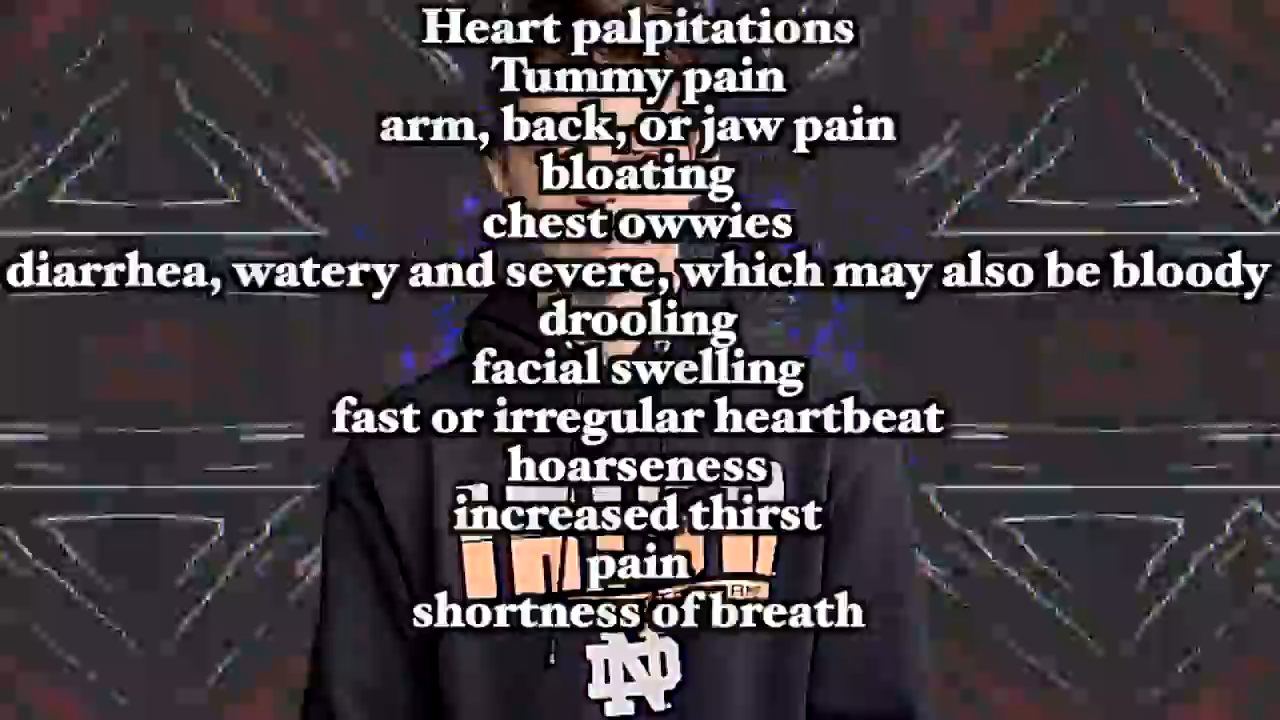 Heart palpitations
Tummy pain
arm, back, or jaw pain
bloating
chest owwies
diarrhea, watery and severe, which may also be bloody
drooling
facial swelling
fast or irregular heartbeat
hoarseness
increased thirst
pain
shortness of breath
ND